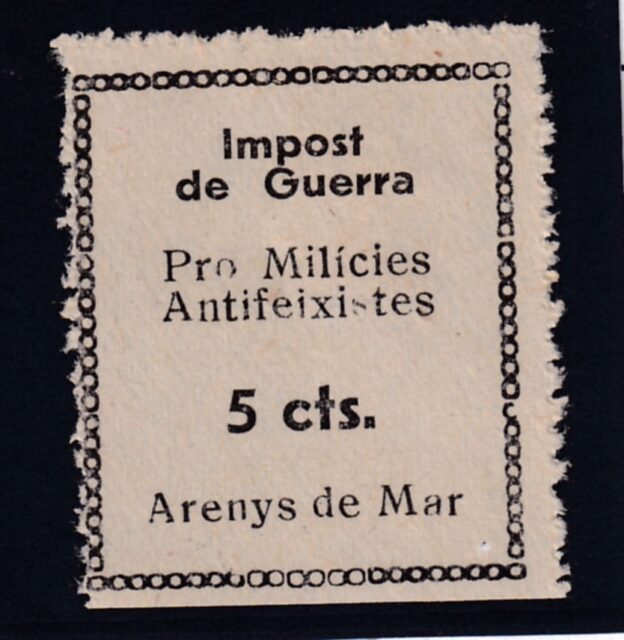 Impost
de Guerra
Pro Milícies
Antifeixistes
5 cts.
Arenys de Mar